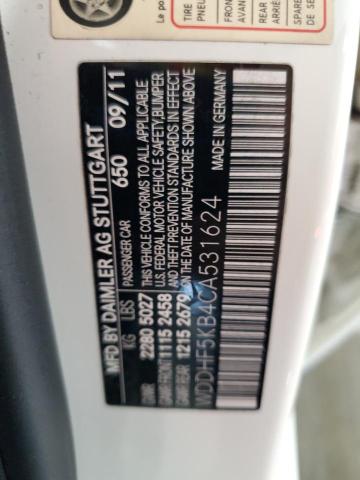 MFD BY DAIMLER AG STUTTGART 650 09/11
PASSENGER CAR
KG LBS
GVWR 2280 5027
GAWR FRONT 1115 2458
GAWR REAR 1215 2679
THIS VEHICLE CONFORMS TO ALL APPLICABLE
U.S. FEDERAL MOTOR VEHICLE SAFETY, BUMPER
AND THEFT PREVENTION STANDARDS IN EFFECT
ON THE DATE OF MANUFACTURE SHOWN ABOVE
WDDHF5KB4CA531624
MADE IN GERMANY
Le po
TIRE
PNEU
FRONT
AVANT
REAR
ARRIÈ
SPARE
DE SE